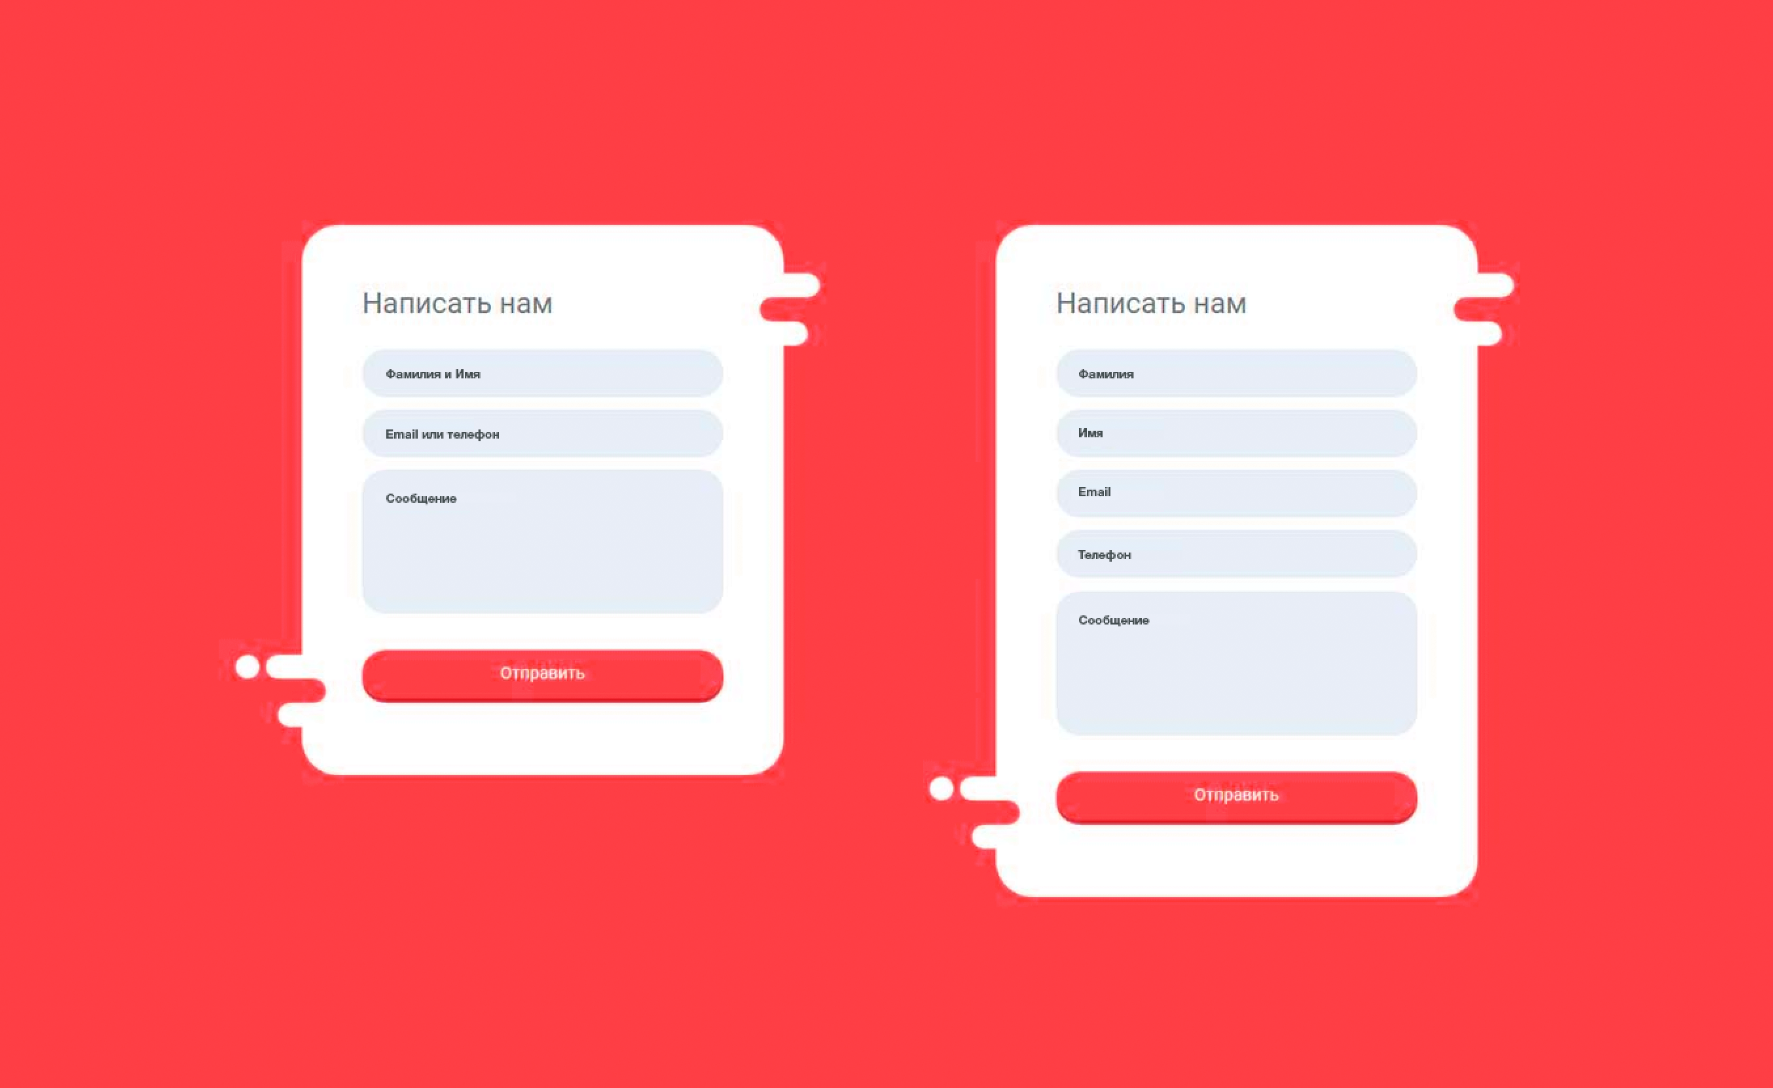 Написать нам
Фамилия и Имя
Email или телефон
Сообщение
Отправить
Написать нам
Фамилия
Имя
Email
Телефон
Сообщение
Отправить